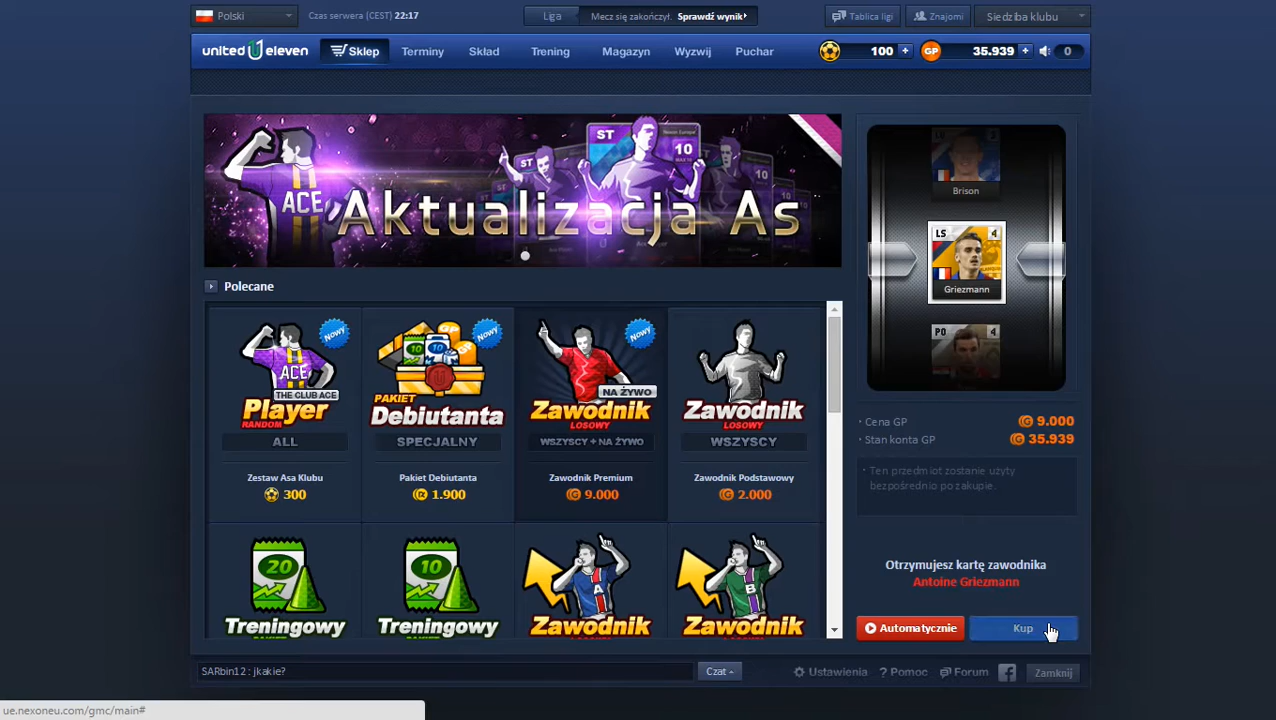 Polski
Czas serwera (CEST) 22:17
Liga
Mecz się zakończył. Sprawdź wynik
Tablica ligi
Znajomi
Siedziba klubu
united eleven
Sklep
Terminy
Skład
Trening
Magazyn
Wyzwij
Puchar
100 +
GP 35.939 +
0
ACE
ST
10
Aktualizacja As
Brison
LS 4
Griezmann
PO 4
Polecane
Nowy
ACE
THE CLUB ACE
Player
RANDOM
ALL
Zestaw Asa Klubu
300
Nowy
GP
10
10
PAKIET
Debiutanta
SPECJALNY
Pakiet Debiutanta
1.900
Nowy
NA ŻYWO
Zawodnik
LOSOWY
WSZYSCY + NA ŻYWO
Zawodnik Premium
9.000
Zawodnik
LOSOWY
WSZYSCY
Zawodnik Podstawowy
2.000
20
Treningowy
10
Treningowy
A
Zawodnik
B
Zawodnik
Cena GP 9.000
Stan konta GP 35.939
Ten przedmiot zostanie użyty
bezpośrednio po zakupie.
Otrzymujesz kartę zawodnika
Antoine Griezmann
Automatycznie
Kup
SARbin12 : jkakie?
Czat
Ustawienia
? Pomoc
Forum
Zamknij
ue.nexoneu.com/gmc/main#